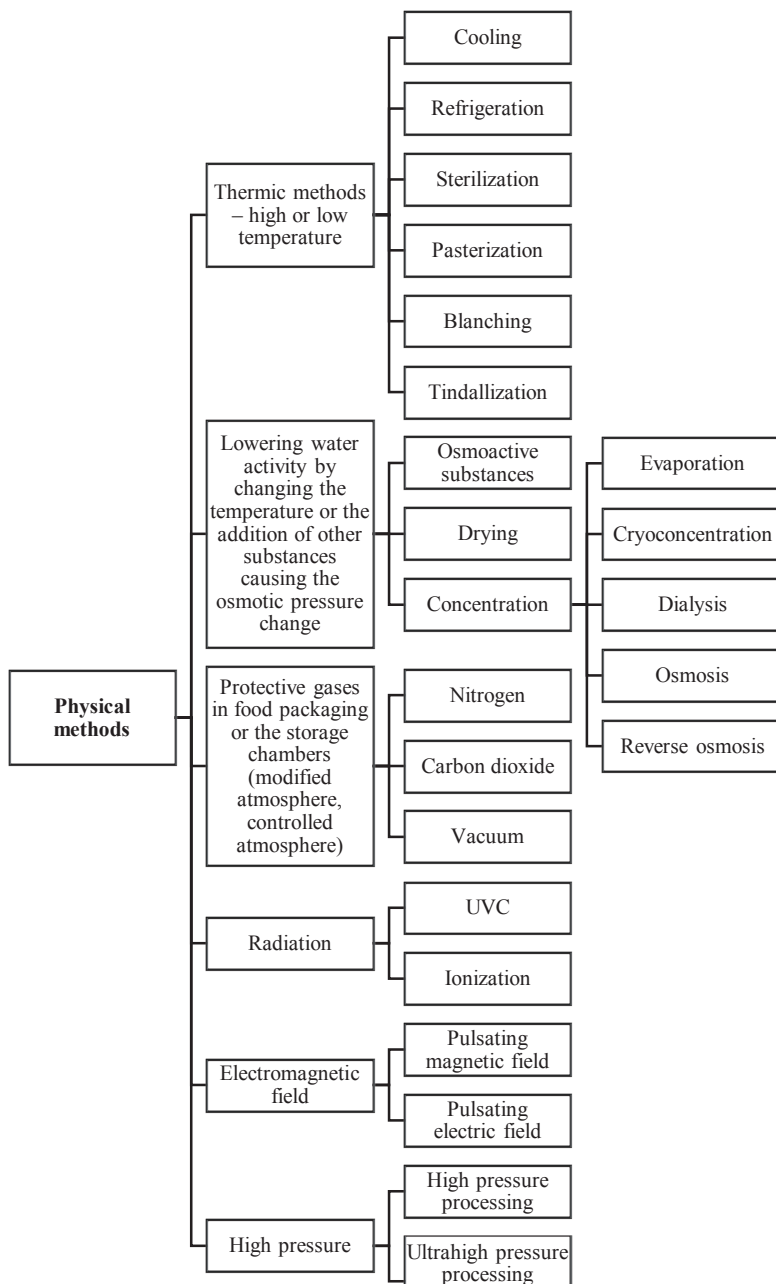 Physical
methods
Thermic methods
– high or low
temperature
Cooling
Refrigeration
Sterilization
Pasterization
Blanching
Tindallization
Lowering water
activity by
changing the
temperature or the
addition of other
substances
causing the
osmotic pressure
change
Osmoactive
substances
Drying
Concentration
Evaporation
Cryoconcentration
Dialysis
Osmosis
Reverse osmosis
Protective gases
in food packaging
or the storage
chambers
(modified
atmosphere,
controlled
atmosphere)
Nitrogen
Carbon dioxide
Vacuum
Radiation
UVC
Ionization
Electromagnetic
field
Pulsating
magnetic field
Pulsating
electric field
High pressure
High pressure
processing
Ultrahigh pressure
processing